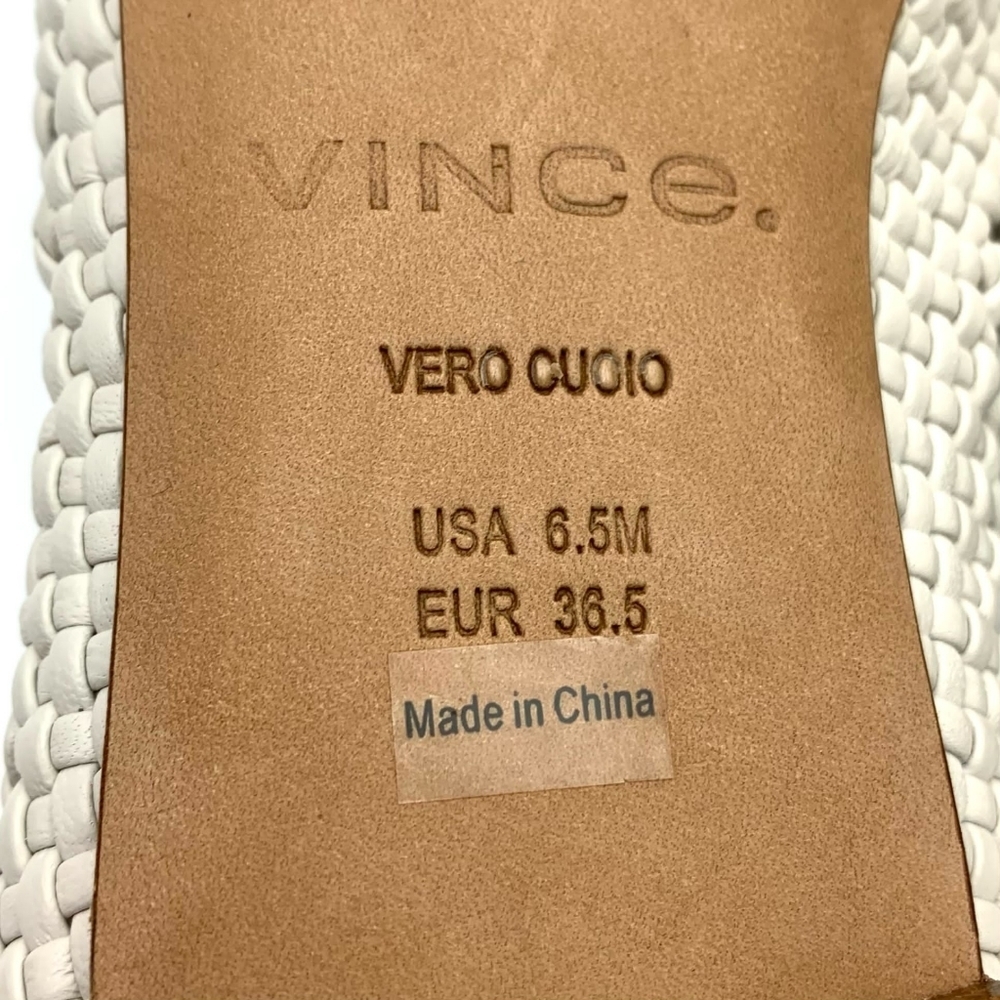 VINCe.
VERO CUOIO
USA 6.5M
EUR 36.5
Made in China